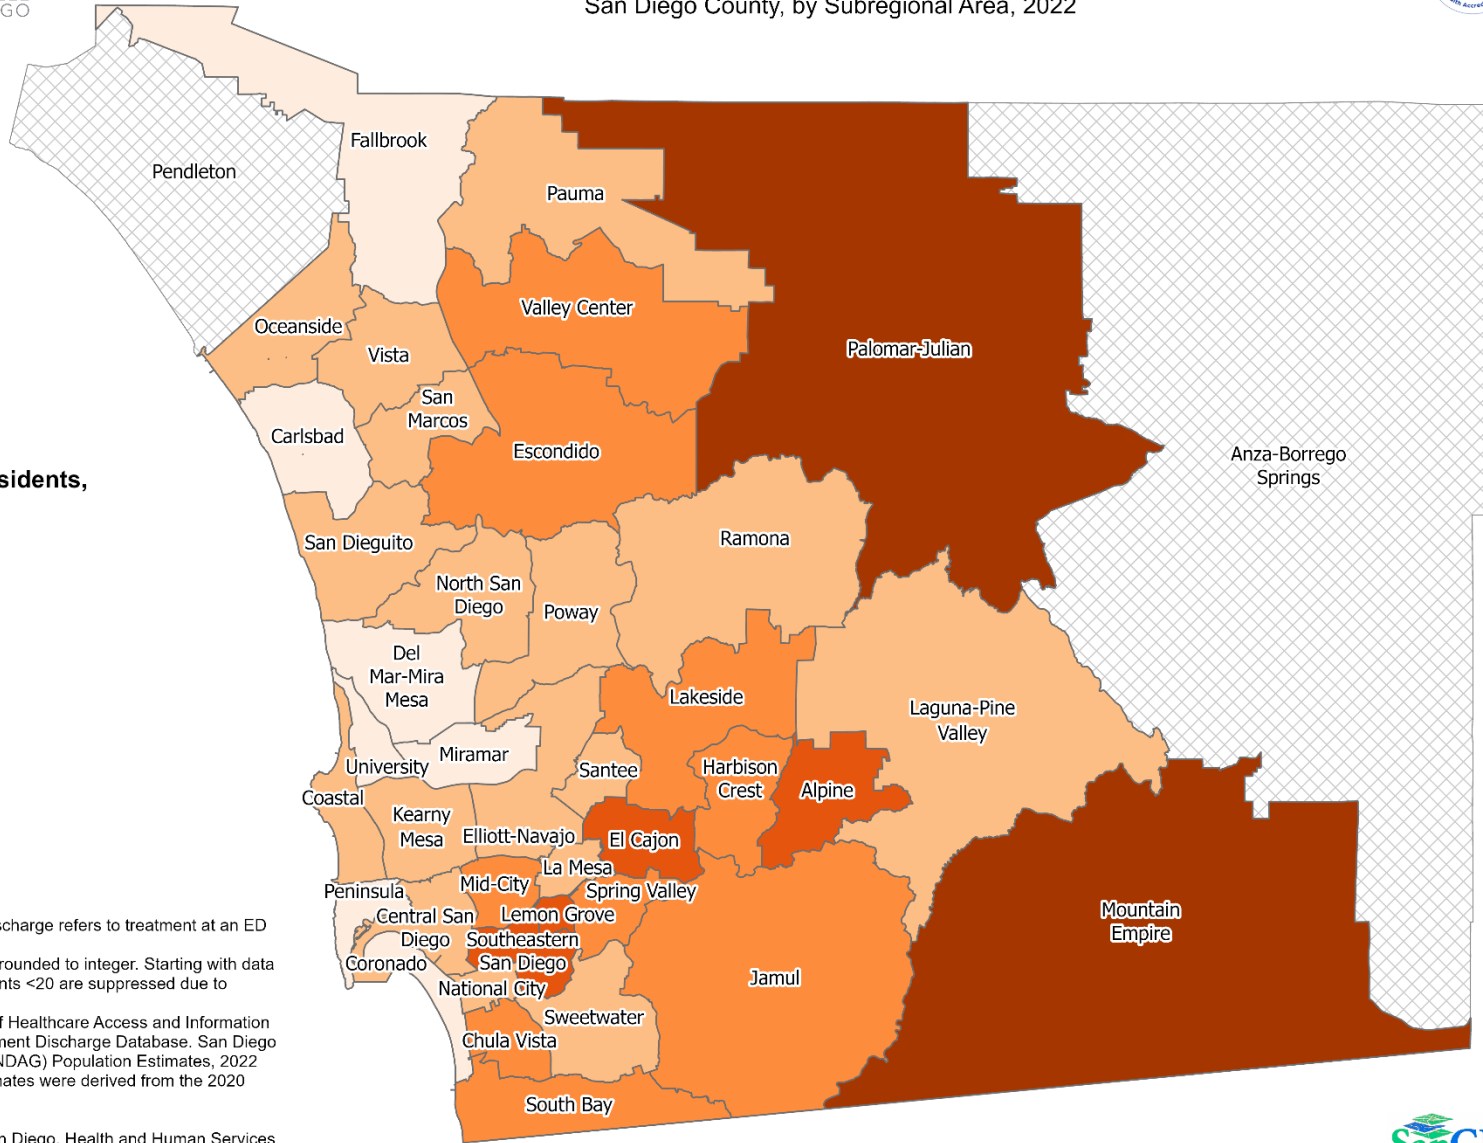 GO
San Diego County, by Subregional Area, 2022
Fallbrook
Pendleton
Pauma
Valley Center
Oceanside
Vista
Palomar-Julian
San
Marcos
Carlsbad
Escondido
Anza-Borrego
Springs
sidents,
San Dieguito
Ramona
North San
Diego
Poway
Del
Mar-Mira
Mesa
Lakeside
Laguna-Pine
Valley
Miramar
University
Santee
Harbison
Crest
Alpine
Coastal
Kearny
Mesa
Elliott-Navajo
El Cajon
La Mesa
Mid-City
Spring Valley
Peninsula
Central San
Diego
Lemon Grove
Southeastern
San Diego
Mountain
Empire
Coronado
National City
Jamul
Sweetwater
Chula Vista
South Bay
scharge refers to treatment at an ED
rounded to integer. Starting with data
nts <20 are suppressed due to
f Healthcare Access and Information
ment Discharge Database. San Diego
NDAG) Population Estimates, 2022
mates were derived from the 2020
n Diego, Health and Human Services